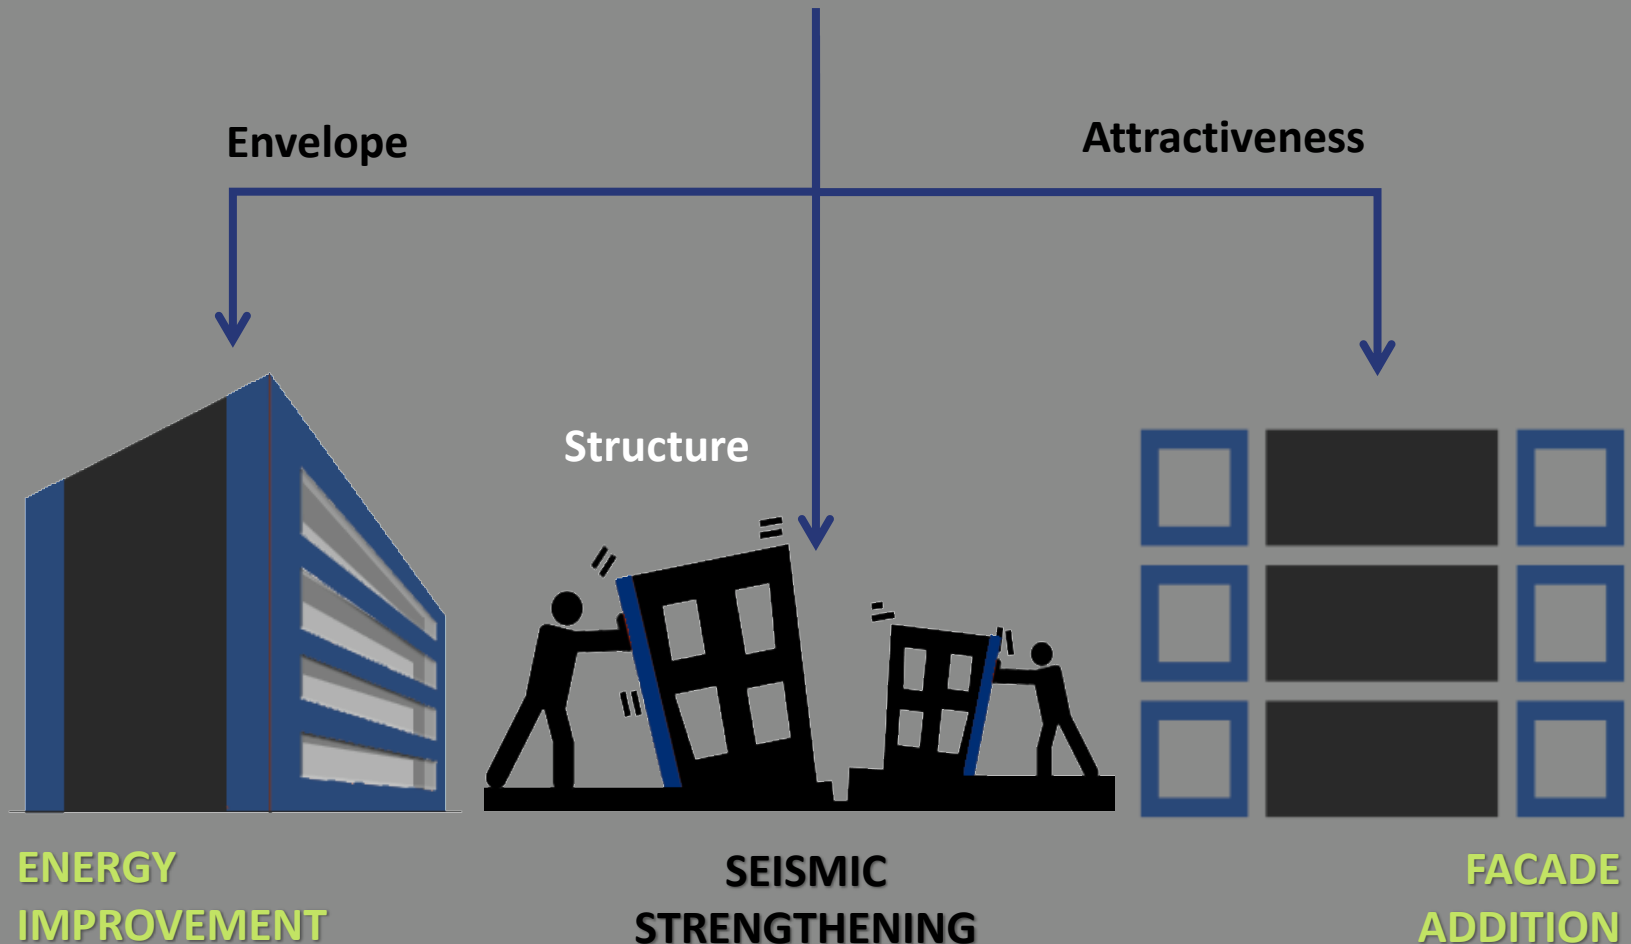 Envelope
Attractiveness
Structure
ENERGY
IMPROVEMENT
SEISMIC
STRENGTHENING
FACADE
ADDITION